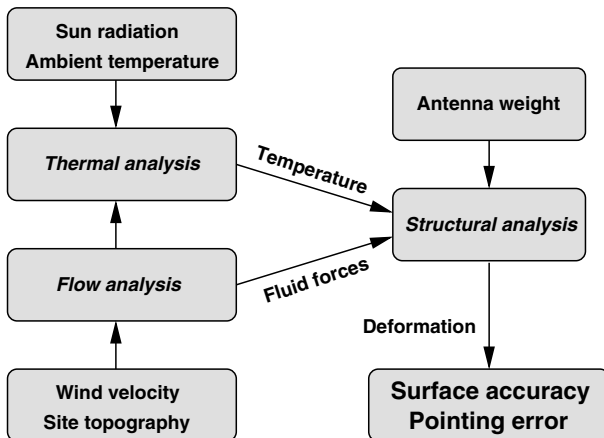 Sun radiation
Ambient temperature
Antenna weight
Thermal analysis
Temperature
Structural analysis
Flow analysis
Fluid forces
Deformation
Wind velocity
Site topography
Surface accuracy
Pointing error